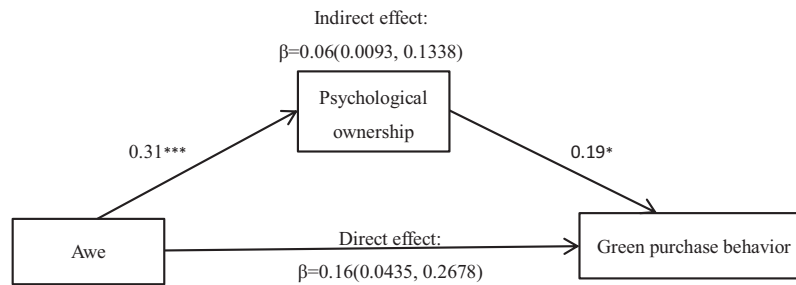 Indirect effect:
β=0.06(0.0093, 0.1338)
Psychological
ownership
0.31***
0.19*
Awe
Direct effect:
β=0.16(0.0435, 0.2678)
Green purchase behavior